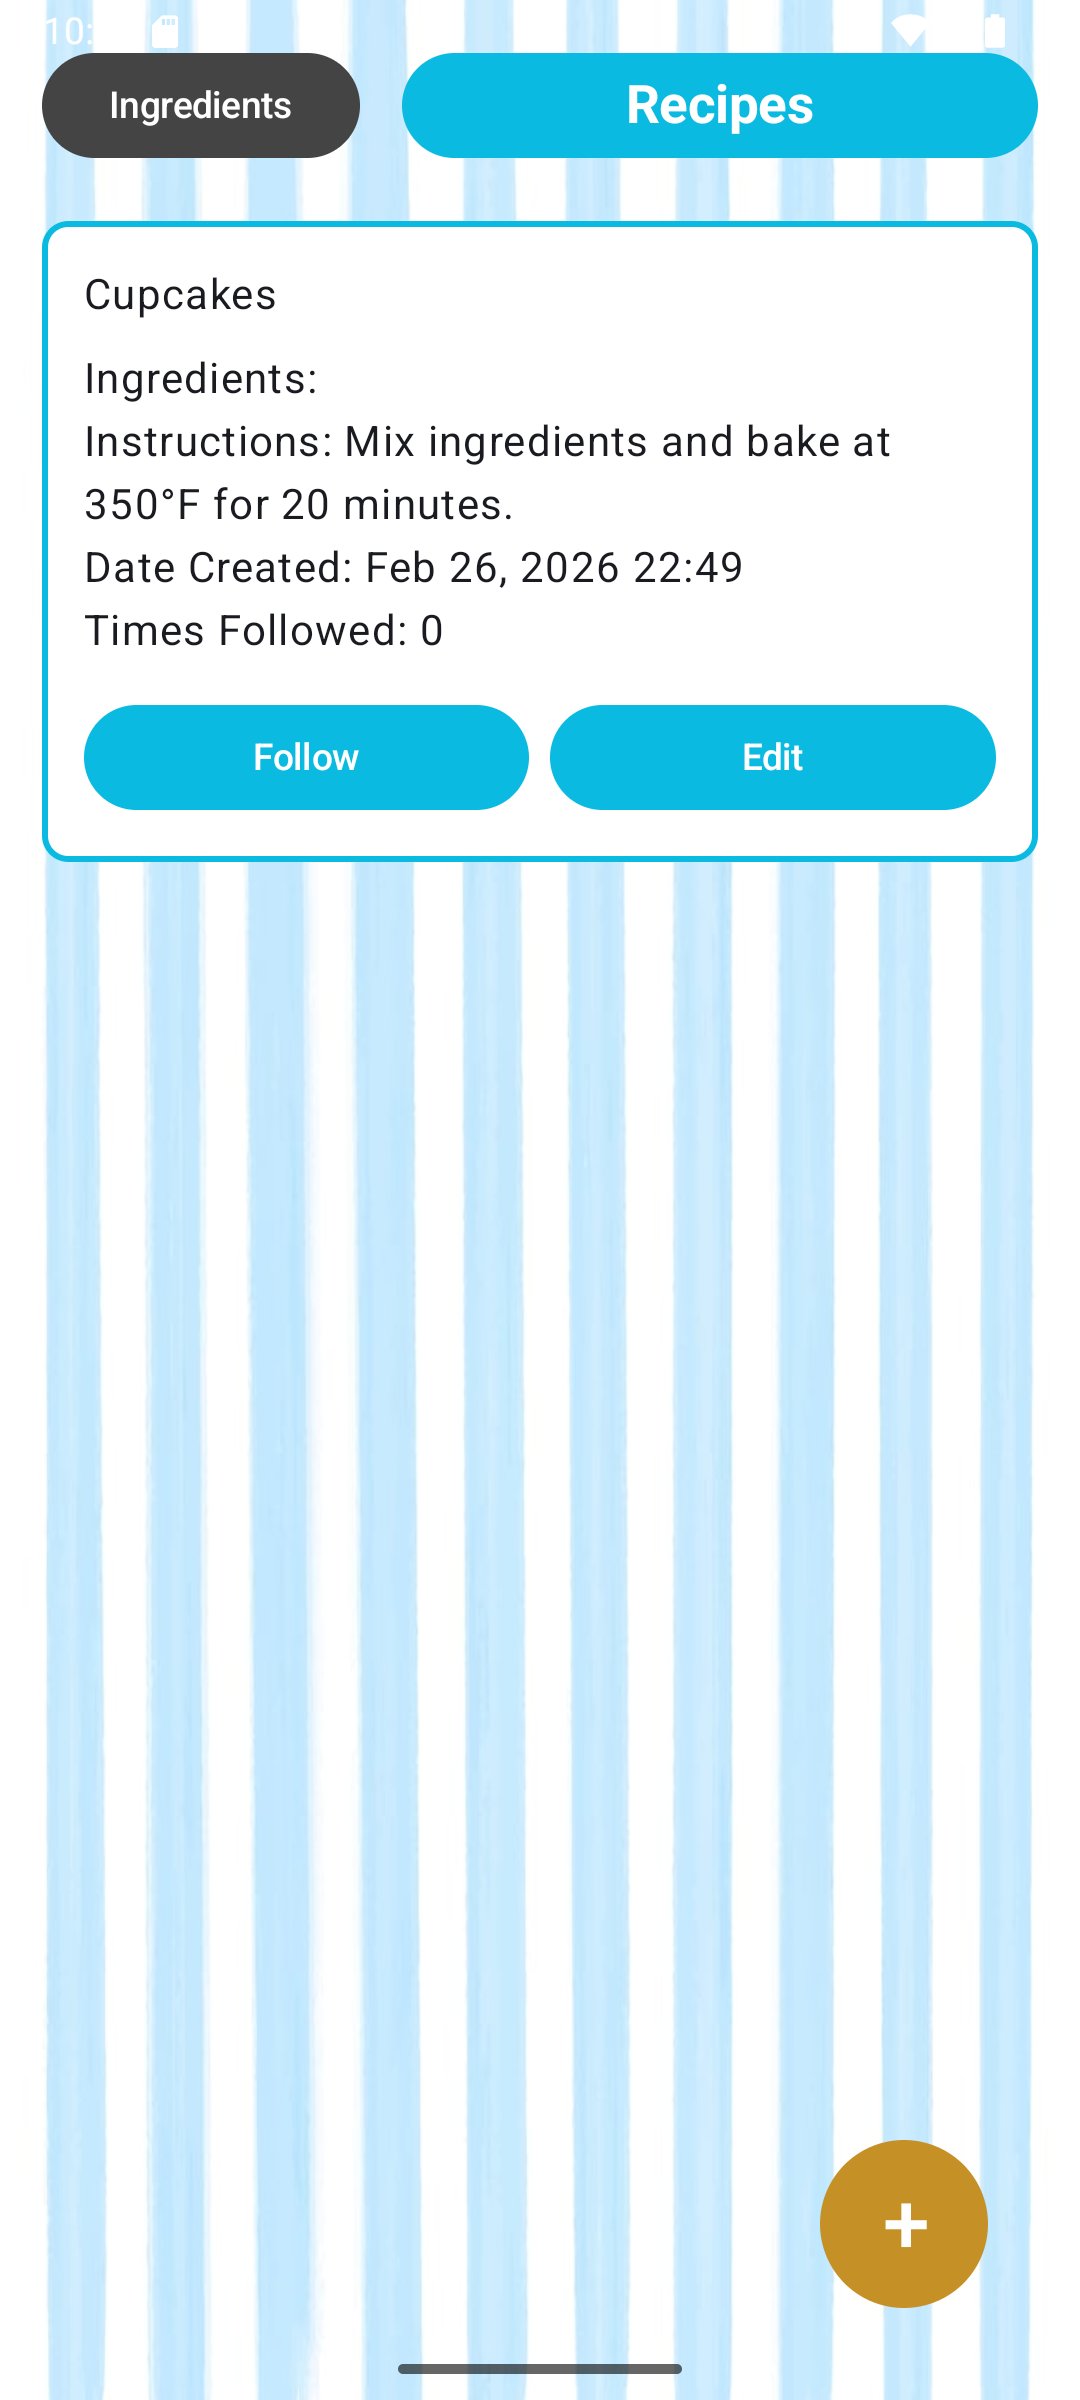 10:
Ingredients
Recipes
Cupcakes
Ingredients:
Instructions: Mix ingredients and bake at
350°F for 20 minutes.
Date Created: Feb 26, 2026 22:49
Times Followed: 0
Follow
Edit
+